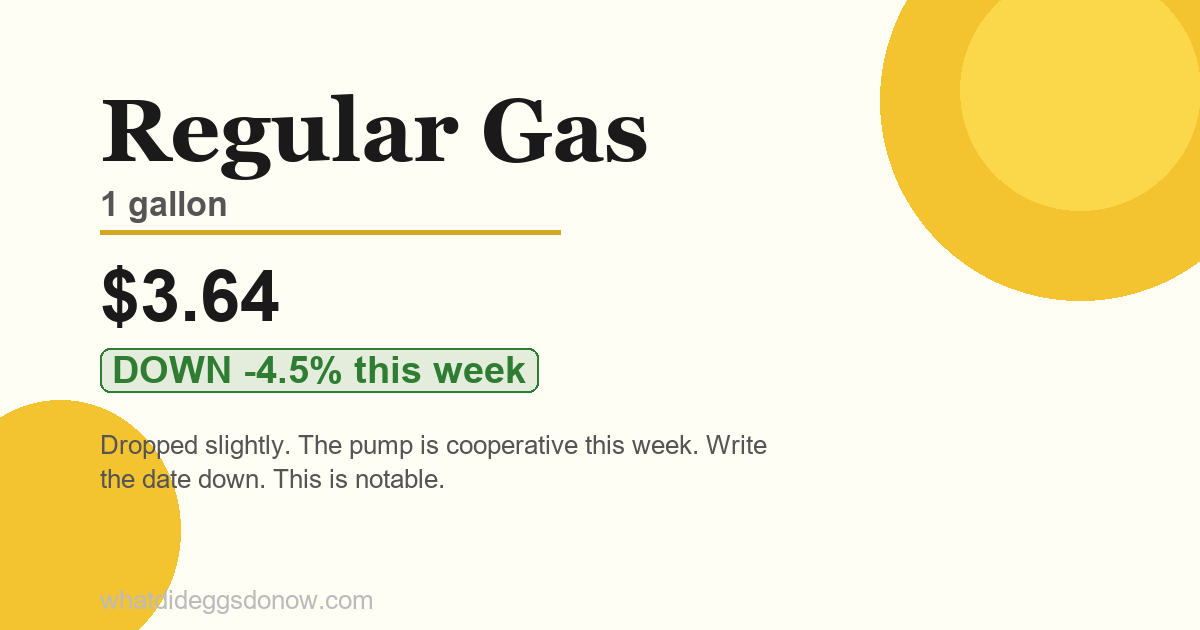 Regular Gas
1 gallon
$3.64
DOWN -4.5% this week
Dropped slightly. The pump is cooperative this week. Write
the date down. This is notable.
whatdideggsdonow.com